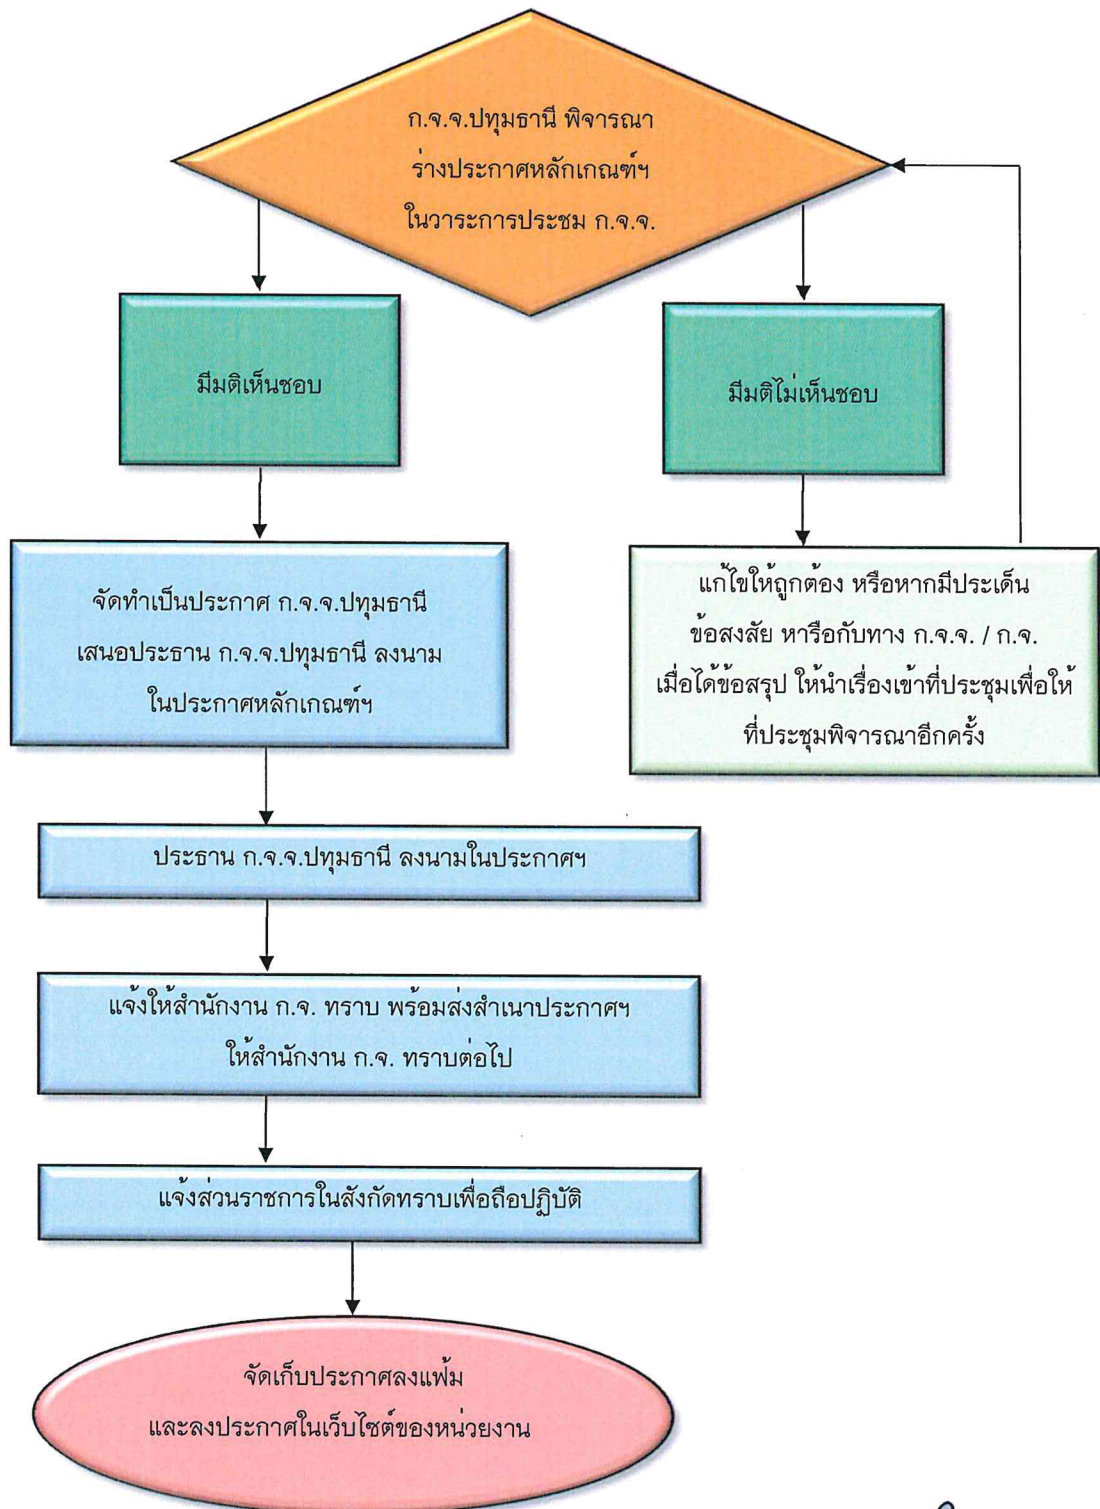 ก.จ.จ.ปทุมธานี พิจารณา
ร่างประกาศหลักเกณฑ์ฯ
ในวาระการประชม ก.จ.จ.
มีมติเห็นชอบ
มีมติไม่เห็นชอบ
จัดทำเป็นประกาศ ก.จ.จ.ปทุมธานี
เสนอประธาน ก.จ.จ.ปทุมธานี ลงนาม
ในประกาศหลักเกณฑ์ฯ
แก้ไขให้ถูกต้อง หรือหากมีประเด็น
ข้อสงสัย หารือกับทาง ก.จ.จ. / ก.จ.
เมื่อได้ข้อสรุป ให้นำเรื่องเข้าที่ประชุมเพื่อให้
ที่ประชุมพิจารณาอีกครั้ง
ประธาน ก.จ.จ.ปทุมธานี ลงนามในประกาศฯ
แจ้งให้สำนักงาน ก.จ. ทราบ พร้อมส่งสำเนาประกาศฯ
ให้สำนักงาน ก.จ. ทราบต่อไป
แจ้งส่วนราชการในสังกัดทราบเพื่อถือปฏิบัติ
จัดเก็บประกาศลงแฟ้ม
และลงประกาศในเว็บไซต์ของหน่วยงาน